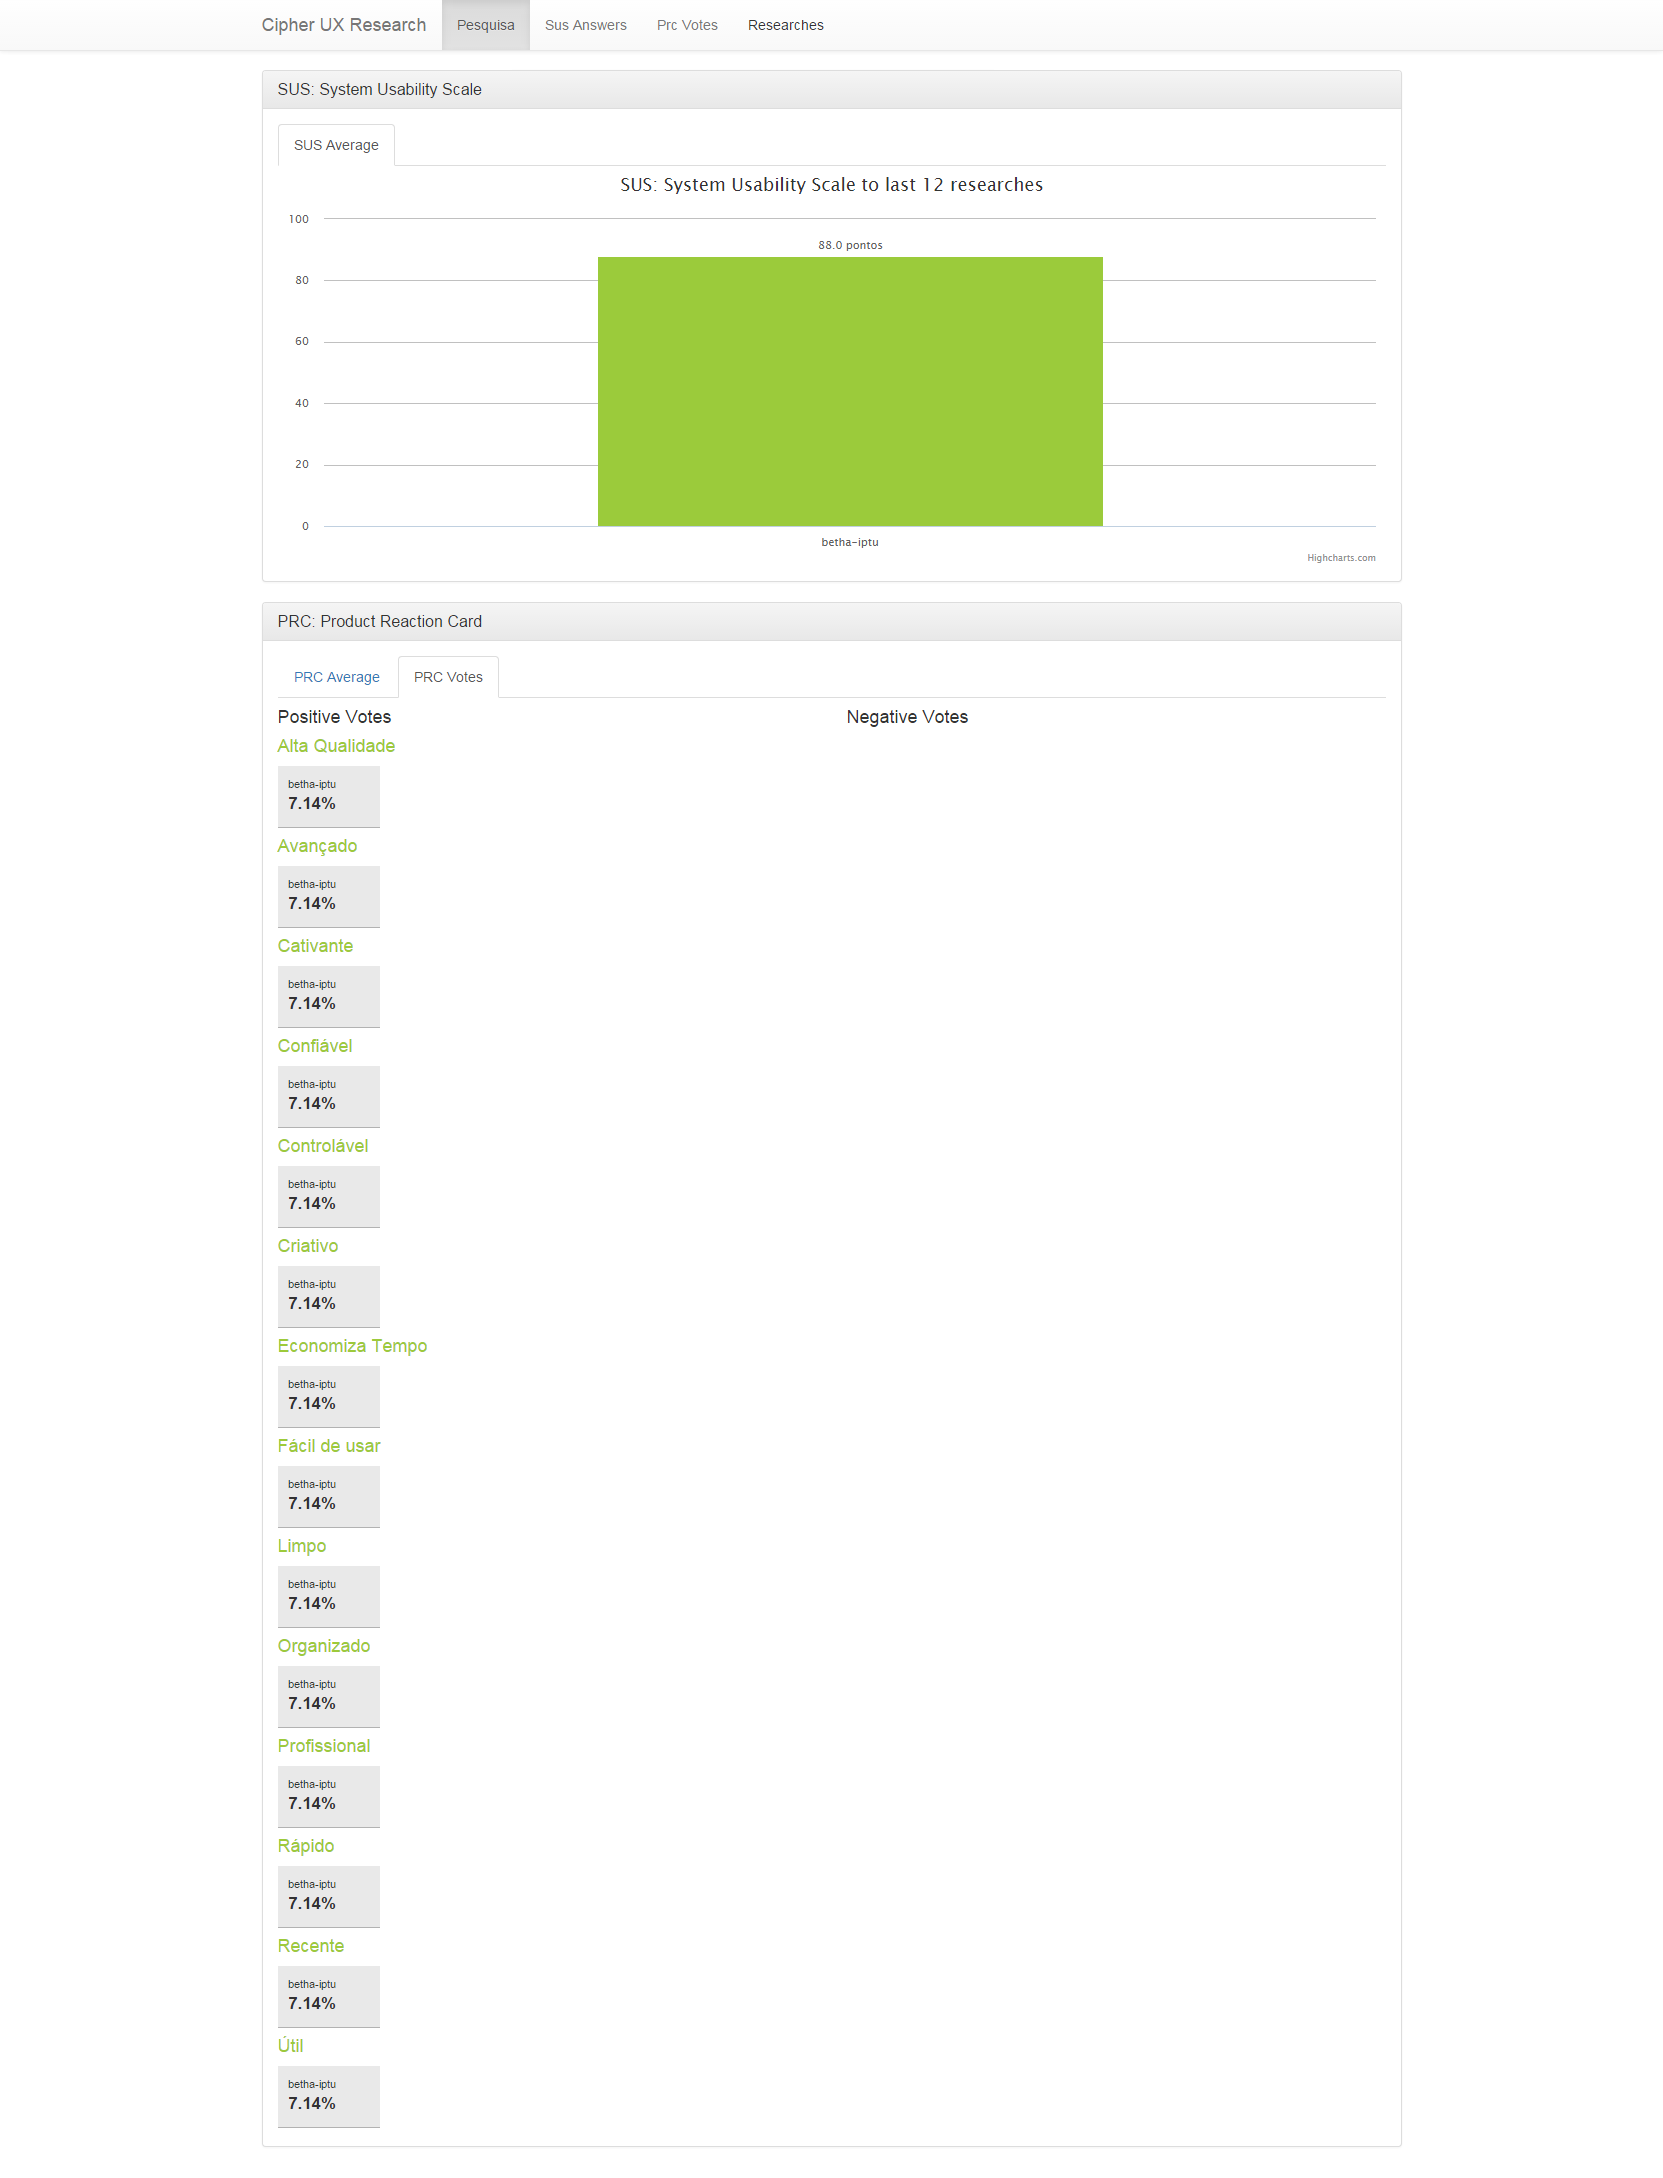 Cipher UX Research Pesquisa Sus Answers Prc Votes Researches
SUS: System Usability Scale
SUS Average
SUS: System Usability Scale to last 12 researches
100
88.0 pontos
80
60
40
20
0
betha-iptu
Highcharts.com
PRC: Product Reaction Card
PRC Average PRC Votes
Positive Votes Negative Votes
Alta Qualidade
betha-iptu
7.14%
Avançado
betha-iptu
7.14%
Cativante
betha-iptu
7.14%
Confiável
betha-iptu
7.14%
Controlável
betha-iptu
7.14%
Criativo
betha-iptu
7.14%
Economiza Tempo
betha-iptu
7.14%
Fácil de usar
betha-iptu
7.14%
Limpo
betha-iptu
7.14%
Organizado
betha-iptu
7.14%
Profissional
betha-iptu
7.14%
Rápido
betha-iptu
7.14%
Recente
betha-iptu
7.14%
Útil
betha-iptu
7.14%